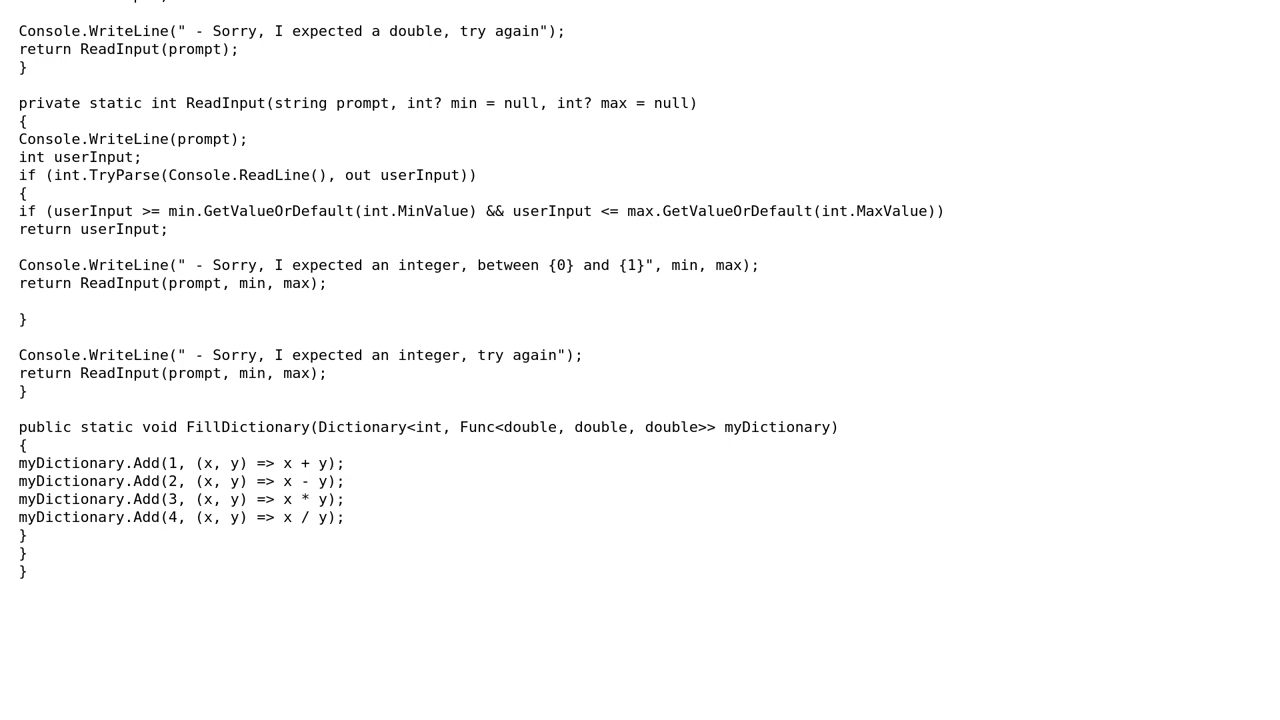 Console.WriteLine(" - Sorry, I expected a double, try again");
return ReadInput(prompt);
}

private static int ReadInput(string prompt, int? min = null, int? max = null)
{
Console.WriteLine(prompt);
int userInput;
if (int.TryParse(Console.ReadLine(), out userInput))
{
if (userInput >= min.GetValueOrDefault(int.MinValue) && userInput <= max.GetValueOrDefault(int.MaxValue))
return userInput;

Console.WriteLine(" - Sorry, I expected an integer, between {0} and {1}", min, max);
return ReadInput(prompt, min, max);

}

Console.WriteLine(" - Sorry, I expected an integer, try again");
return ReadInput(prompt, min, max);
}

public static void FillDictionary(Dictionary<int, Func<double, double, double>> myDictionary)
{
myDictionary.Add(1, (x, y) => x + y);
myDictionary.Add(2, (x, y) => x - y);
myDictionary.Add(3, (x, y) => x * y);
myDictionary.Add(4, (x, y) => x / y);
}
}
}